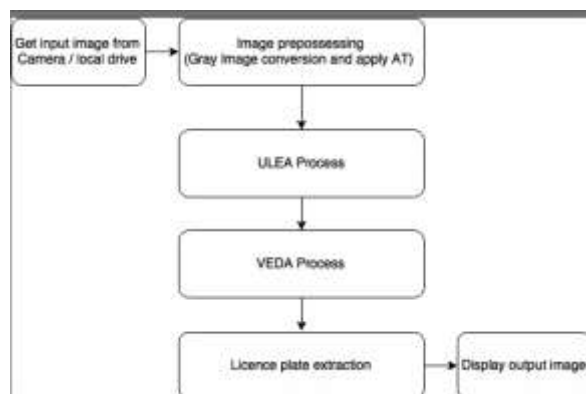 Get input image from
Camera / local drive
Image prepossessing
(Gray Image conversion and apply AT)
ULEA Process
VEDA Process
Licence plate extraction
Display output image